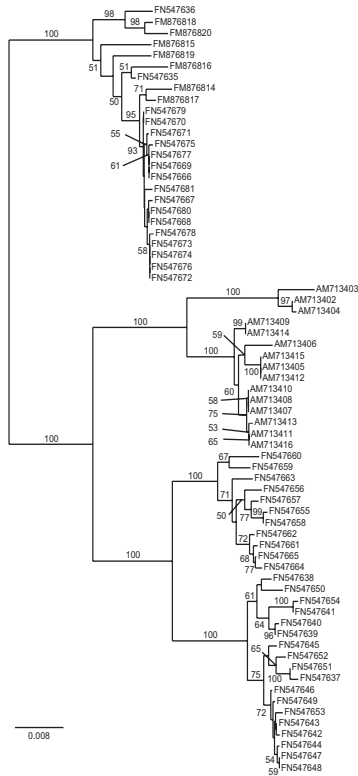 FN547636
98
98 FM876818
FM876820
100
FM876815
51
FM876819
51 FM876816
FN547635
50
71 FM876814
FM876817
95
FN547679
FN547670
55
FN547671
FN547675
93
FN547677
61
FN547669
FN547666
FN547681
FN547667
FN547680
FN547668
FN547678
58
FN547673
FN547674
FN547676
FN547672
100
AM713403
97 AM713402
AM713404
100
99 AM713409
AM713414
59
AM713406
100
AM713415
100 AM713405
AM713412
60
AM713410
58
AM713408
75
AM713407
53
AM713413
65
AM713411
AM713416
100
67 FN547660
FN547659
100
71
FN547663
FN547656
50
FN547657
77
99 FN547655
FN547658
72
FN547662
FN547661
68
FN547665
77
FN547664
100
61
FN547638
FN547650
100 FN547654
FN547641
64
FN547640
96 FN547639
100
65
FN547645
FN547652
FN547651
100 FN547637
75
FN547646
72
FN547649
FN547653
FN547643
FN547642
FN547644
54
FN547647
59
FN547648
0.008